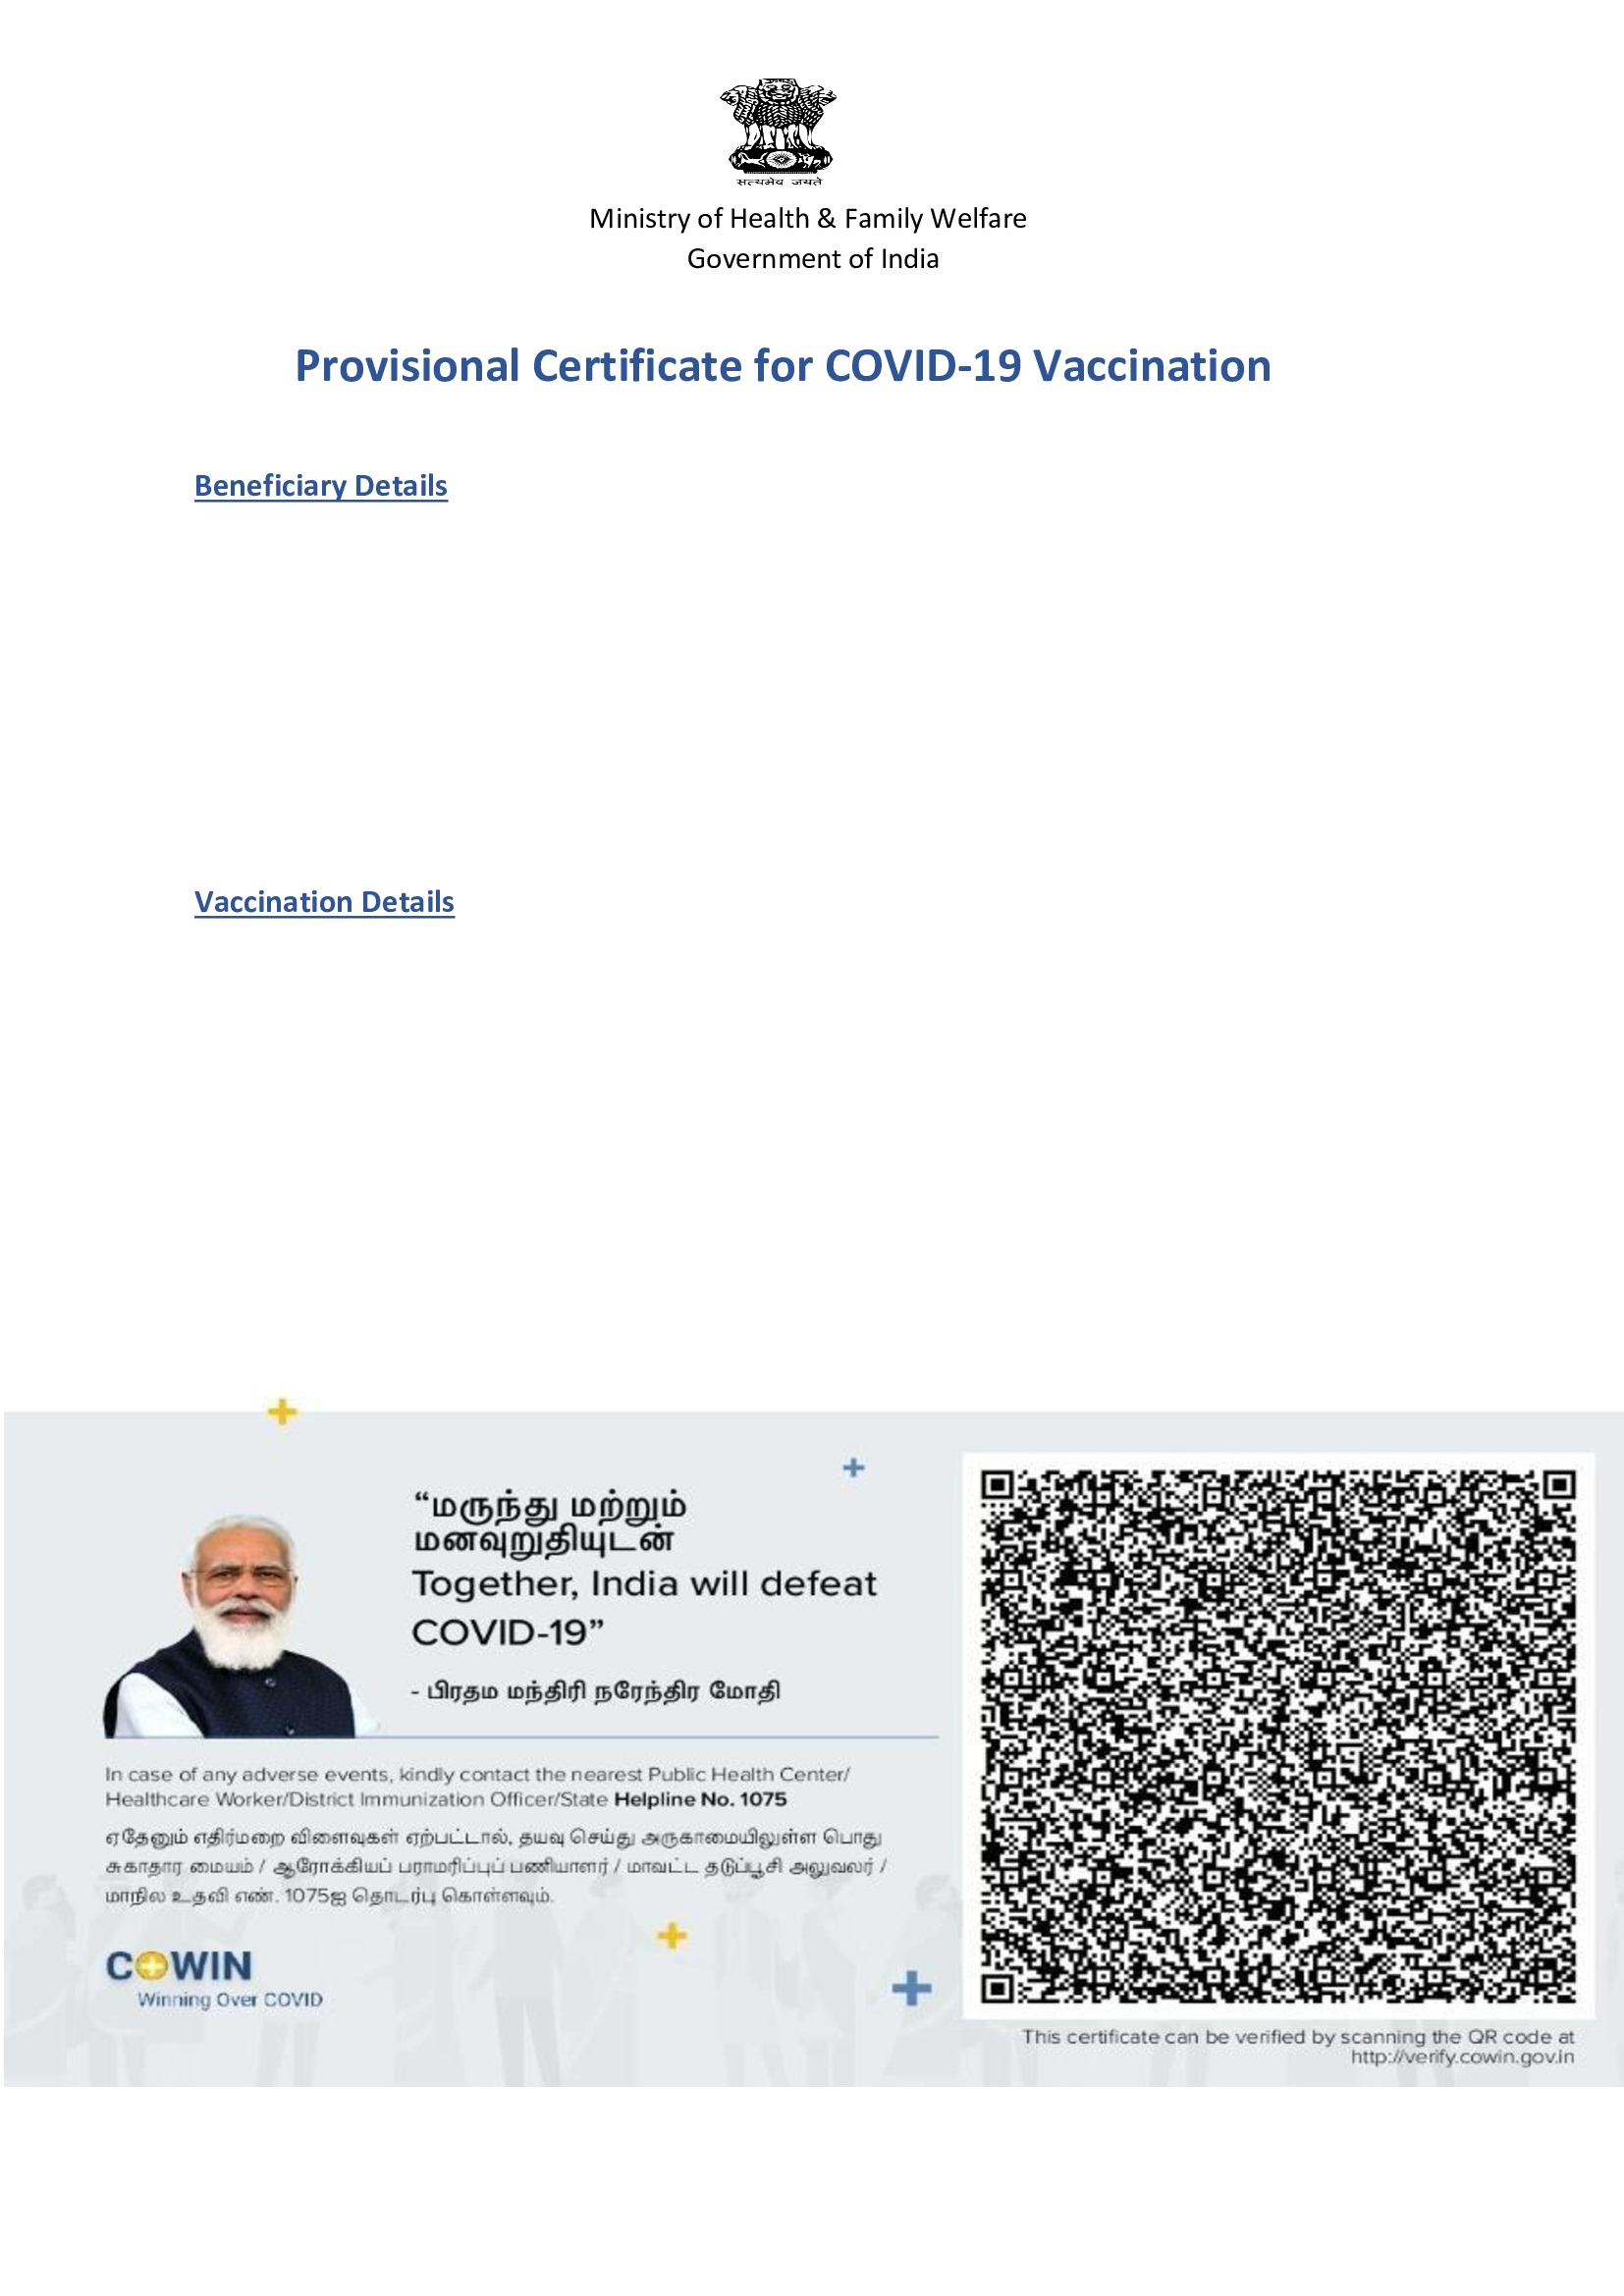 सत्यमेव जयते
Ministry of Health & Family Welfare
Government of India
Provisional Certificate for COVID-19 Vaccination
Beneficiary Details
Vaccination Details
“மருந்து மற்றும்
மனவுறுதியுடன்
Together, India will defeat
COVID-19”
- பிரதம மந்திரி நரேந்திர மோதி
In case of any adverse events, kindly contact the nearest Public Health Center/
Healthcare Worker/District Immunization Officer/State Helpline No. 1075
ஏதேனும் எதிர்மறை விளைவுகள் ஏற்பட்டால், தயவு செய்து அருகாமையிலுள்ள பொது
சுகாதார மையம் / ஆரோக்கியப் பராமரிப்புப் பணியாளர் / மாவட்ட தடுப்பூசி அலுவலர் /
மாநில உதவி எண். 1075ஐ தொடர்பு கொள்ளவும்.
COWIN
Winning Over COVID
This certificate can be verified by scanning the QR code at
http://verify.cowin.gov.in